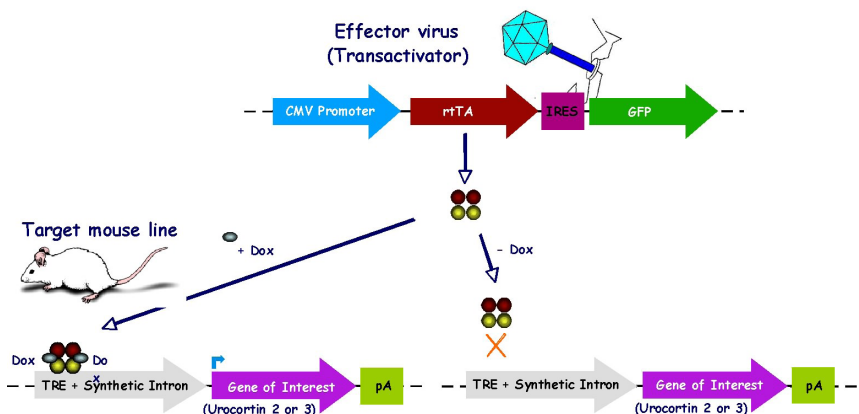 Effector virus
(Transactivator)
CMV Promoter
rtTA
IRES
GFP
Target mouse line
+ Dox
- Dox
Dox
Do
x
TRE + Synthetic Intron
Gene of Interest
pA
(Urocortin 2 or 3)
TRE + Synthetic Intron
Gene of Interest
pA
(Urocortin 2 or 3)